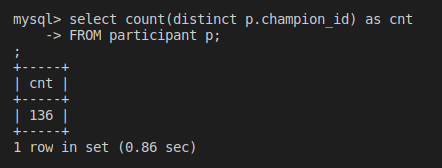 mysql> select count(distinct p.champion_id) as cnt
    -> FROM participant p;
;
+-----+
| cnt |
+-----+
| 136 |
+-----+
1 row in set (0.86 sec)